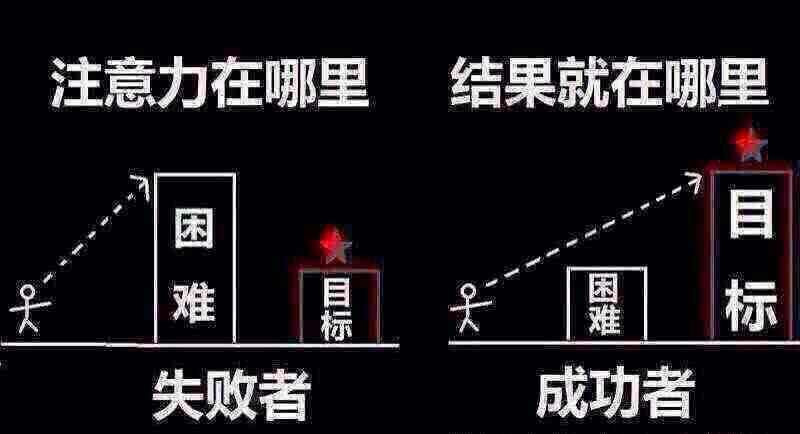 注意力在哪里
结果就在哪里
困难
目标
失败者
困难
目标
成功者